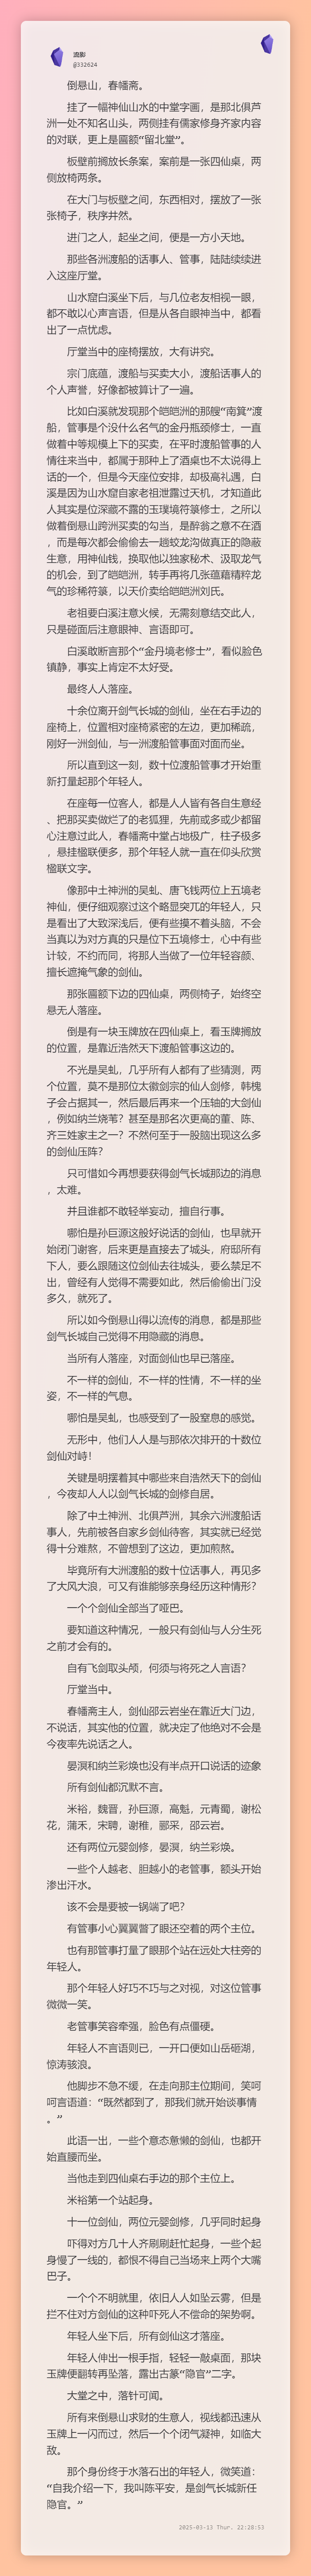 流影
@332624
倒悬山，春幡斋。
挂了一幅神仙山水的中堂字画，是那北俱芦
洲一处不知名山头，两侧挂有儒家修身齐家内容
的对联，更上是匾额“留北堂”。
板壁前搁放长条案，案前是一张四仙桌，两
侧放椅两条。
在大门与板壁之间，东西相对，摆放了一张
张椅子，秩序井然。
进门之人，起坐之间，便是一方小天地。
那些各洲渡船的话事人、管事，陆陆续续进
入这座厅堂。
山水窟白溪坐下后，与几位老友相视一眼，
都不敢以心声言语，但是从各自眼神当中，都看
出了一点忧虑。
厅堂当中的座椅摆放，大有讲究。
宗门底蕴，渡船与买卖大小，渡船话事人的
个人声誉，好像都被算计了一遍。
比如白溪就发现那个皑皑洲的那艘“南箕”渡
船，管事是个没什么名气的金丹瓶颈修士，一直
做着中等规模上下的买卖，在平时渡船管事的人
情往来当中，都属于那种上了酒桌也不太说得上
话的一个，但是今天座位安排，却极高礼遇，白
溪是因为山水窟自家老祖泄露过天机，才知道此
人其实是位深藏不露的玉璞境符箓修士，之所以
做着倒悬山跨洲买卖的勾当，是醉翁之意不在酒
，而是每次都会偷偷去一趟蛟龙沟做真正的隐蔽
生意，用神仙钱，换取他以独家秘术、汲取龙气
的机会，到了皑皑洲，转手再将几张蕴藉精粹龙
气的珍稀符箓，以天价卖给皑皑洲刘氏。
老祖要白溪注意火候，无需刻意结交此人，
只是碰面后注意眼神、言语即可。
白溪敢断言那个“金丹境老修士”，看似脸色
镇静，事实上肯定不太好受。
最终人人落座。
十余位离开剑气长城的剑仙，坐在右手边的
座椅上，位置相对座椅紧密的左边，更加稀疏，
刚好一洲剑仙，与一洲渡船管事面对面而坐。
所以直到这一刻，数十位渡船管事才开始重
新打量起那个年轻人。
在座每一位客人，都是人人皆有各自生意经
、把那买卖做烂了的老狐狸，先前或多或少都留
心注意过此人，春幡斋中堂占地极广，柱子极多
，悬挂楹联便多，那个年轻人就一直在仰头欣赏
楹联文字。
像那中土神洲的吴虬、唐飞钱两位上五境老
神仙，便仔细观察过这个略显突兀的年轻人，只
是看出了大致深浅后，便有些摸不着头脑，不会
当真以为对方真的只是位下五境修士，心中有些
计较，不约而同，将那人当做了一位年轻容颜、
擅长遮掩气象的剑仙。
那张匾额下边的四仙桌，两侧椅子，始终空
悬无人落座。
倒是有一块玉牌放在四仙桌上，看玉牌搁放
的位置，是靠近浩然天下渡船管事这边的。
不光是吴虬，几乎所有人都有了些猜测，两
个位置，莫不是那位太徽剑宗的仙人剑修，韩槐
子会占据其一，然后最后再来一个压轴的大剑仙
，例如纳兰烧苇？甚至是那名次更高的董、陈、
齐三姓家主之一？不然何至于一股脑出现这么多
的剑仙压阵？
只可惜如今再想要获得剑气长城那边的消息
，太难。
并且谁都不敢轻举妄动，擅自行事。
哪怕是孙巨源这般好说话的剑仙，也早就开
始闭门谢客，后来更是直接去了城头，府邸所有
下人，要么跟随这位剑仙去往城头，要么禁足不
出，曾经有人觉得不需要如此，然后偷偷出门没
多久，就死了。
所以如今倒悬山得以流传的消息，都是那些
剑气长城自己觉得不用隐藏的消息。
当所有人落座，对面剑仙也早已落座。
不一样的剑仙，不一样的性情，不一样的坐
姿，不一样的气息。
哪怕是吴虬，也感受到了一股窒息的感觉。
无形中，他们人人是与那依次排开的十数位
剑仙对峙！
关键是明摆着其中哪些来自浩然天下的剑仙
，今夜却人人以剑气长城的剑修自居。
除了中土神洲、北俱芦洲，其余六洲渡船话
事人，先前被各自家乡剑仙待客，其实就已经觉
得十分难熬，不曾想到了这边，更加煎熬。
毕竟所有大洲渡船的数十位话事人，再见多
了大风大浪，可又有谁能够亲身经历这种情形？
一个个剑仙全部当了哑巴。
要知道这种情况，一般只有剑仙与人分生死
之前才会有的。
自有飞剑取头颅，何须与将死之人言语？
厅堂当中。
春幡斋主人，剑仙邵云岩坐在靠近大门边，
不说话，其实他的位置，就决定了他绝对不会是
今夜率先说话之人。
晏溟和纳兰彩焕也没有半点开口说话的迹象
所有剑仙都沉默不言。
米裕，魏晋，孙巨源，高魁，元青蜀，谢松
花，蒲禾，宋聘，谢稚，郦采，邵云岩。
还有两位元婴剑修，晏溟，纳兰彩焕。
一些个人越老、胆越小的老管事，额头开始
渗出汗水。
该不会是要被一锅端了吧？
有管事小心翼翼瞥了眼还空着的两个主位。
也有那管事打量了眼那个站在远处大柱旁的
年轻人。
那个年轻人好巧不巧与之对视，对这位管事
微微一笑。
老管事笑容牵强，脸色有点僵硬。
年轻人不言语则已，一开口便如山岳砸湖，
惊涛骇浪。
他脚步不急不缓，在走向那主位期间，笑呵
呵言语道：“既然都到了，那我们就开始谈事情
。”
此语一出，一些个意态惫懒的剑仙，也都开
始直腰而坐。
当他走到四仙桌右手边的那个主位上。
米裕第一个站起身。
十一位剑仙，两位元婴剑修，几乎同时起身
吓得对方几十人齐刷刷赶忙起身，一些个起
身慢了一线的，都恨不得自己当场来上两个大嘴
巴子。
一个个不明就里，依旧人人如坠云雾，但是
拦不住对方剑仙的这种吓死人不偿命的架势啊。
年轻人坐下后，所有剑仙这才落座。
年轻人伸出一根手指，轻轻一敲桌面，那块
玉牌便翻转再坠落，露出古篆“隐官”二字。
大堂之中，落针可闻。
所有来倒悬山求财的生意人，视线都迅速从
玉牌上一闪而过，然后一个个闭气凝神，如临大
敌。
那个身份终于水落石出的年轻人，微笑道：
“自我介绍一下，我叫陈平安，是剑气长城新任
隐官。”
2025-03-13 Thur. 22:28:53